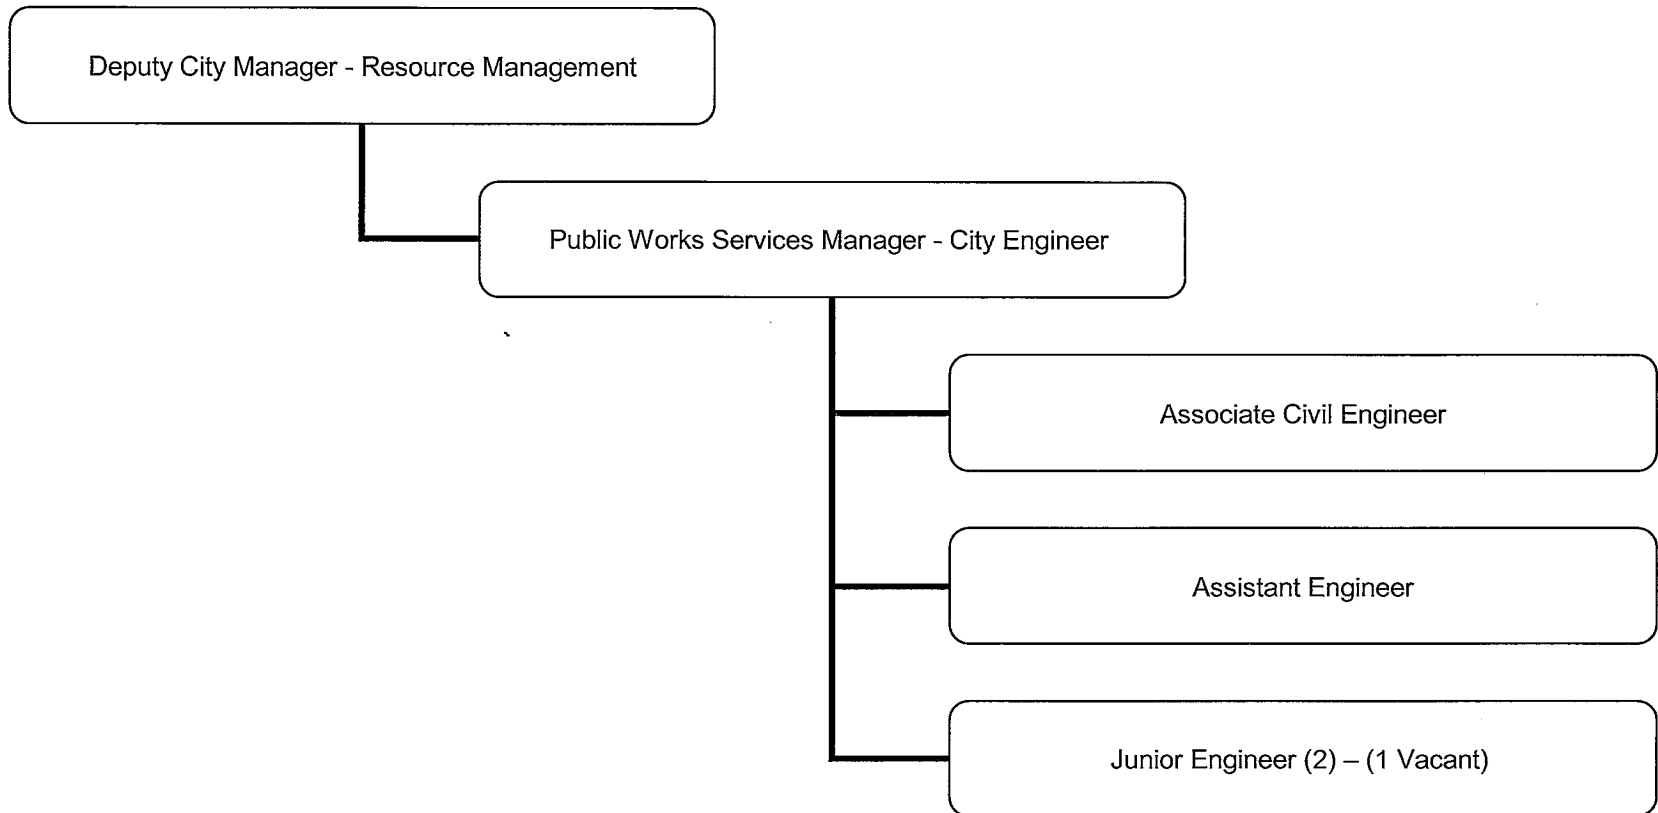 Deputy City Manager - Resource Management
Public Works Services Manager - City Engineer
Associate Civil Engineer
Assistant Engineer
Junior Engineer (2) – (1 Vacant)